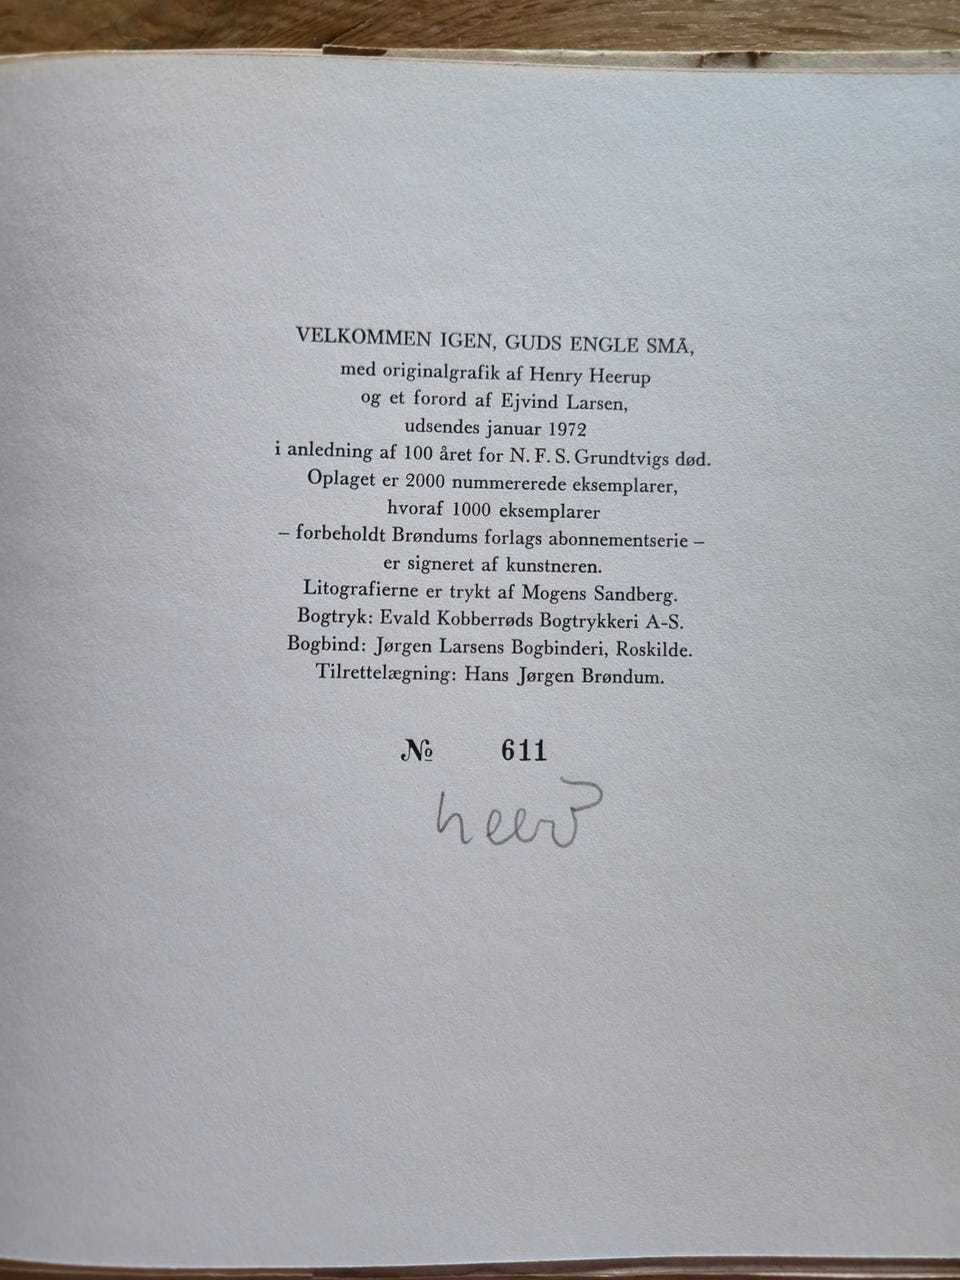 VELKOMMEN IGEN, GUDS ENGLE SMÅ,
med originalgrafik af Henry Heerup
og et forord af Ejvind Larsen,
udsendes januar 1972
i anledning af 100 året for N. F. S. Grundtvigs død.
Oplaget er 2000 nummererede eksemplarer,
hvoraf 1000 eksemplarer
– forbeholdt Brøndums forlags abonnementserie –
er signeret af kunstneren.
Litografierne er trykt af Mogens Sandberg.
Bogtryk: Evald Kobberrøds Bogtrykkeri A-S.
Bogbind: Jørgen Larsens Bogbinderi, Roskilde.
Tilrettelægning: Hans Jørgen Brøndum.
№ 611